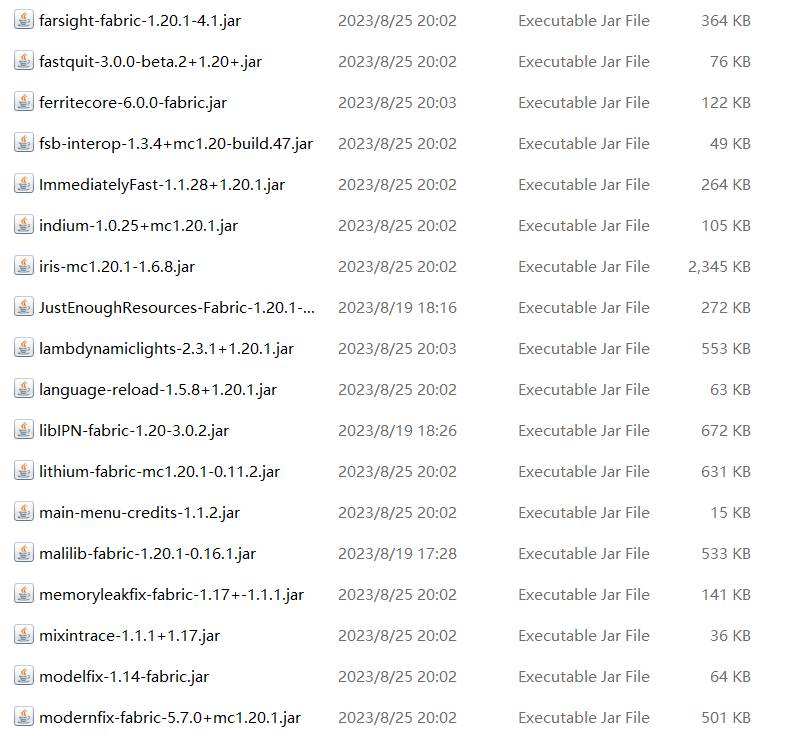 farsight-fabric-1.20.1-4.1.jar 2023/8/25 20:02 Executable Jar File 364 KB
fastquit-3.0.0-beta.2+1.20+.jar 2023/8/25 20:02 Executable Jar File 76 KB
ferritecore-6.0.0-fabric.jar 2023/8/25 20:03 Executable Jar File 122 KB
fsb-interop-1.3.4+mc1.20-build.47.jar 2023/8/25 20:02 Executable Jar File 49 KB
ImmediatelyFast-1.1.28+1.20.1.jar 2023/8/25 20:02 Executable Jar File 264 KB
indium-1.0.25+mc1.20.1.jar 2023/8/25 20:02 Executable Jar File 105 KB
iris-mc1.20.1-1.6.8.jar 2023/8/25 20:02 Executable Jar File 2,345 KB
JustEnoughResources-Fabric-1.20.1-... 2023/8/19 18:16 Executable Jar File 272 KB
lambdynamiclights-2.3.1+1.20.1.jar 2023/8/25 20:03 Executable Jar File 553 KB
language-reload-1.5.8+1.20.1.jar 2023/8/25 20:02 Executable Jar File 63 KB
libIPN-fabric-1.20-3.0.2.jar 2023/8/19 18:26 Executable Jar File 672 KB
lithium-fabric-mc1.20.1-0.11.2.jar 2023/8/25 20:02 Executable Jar File 631 KB
main-menu-credits-1.1.2.jar 2023/8/25 20:02 Executable Jar File 15 KB
malilib-fabric-1.20.1-0.16.1.jar 2023/8/19 17:28 Executable Jar File 533 KB
memoryleakfix-fabric-1.17+-1.1.1.jar 2023/8/25 20:02 Executable Jar File 141 KB
mixintrace-1.1.1+1.17.jar 2023/8/25 20:02 Executable Jar File 36 KB
modelfix-1.14-fabric.jar 2023/8/25 20:02 Executable Jar File 64 KB
modernfix-fabric-5.7.0+mc1.20.1.jar 2023/8/25 20:02 Executable Jar File 501 KB